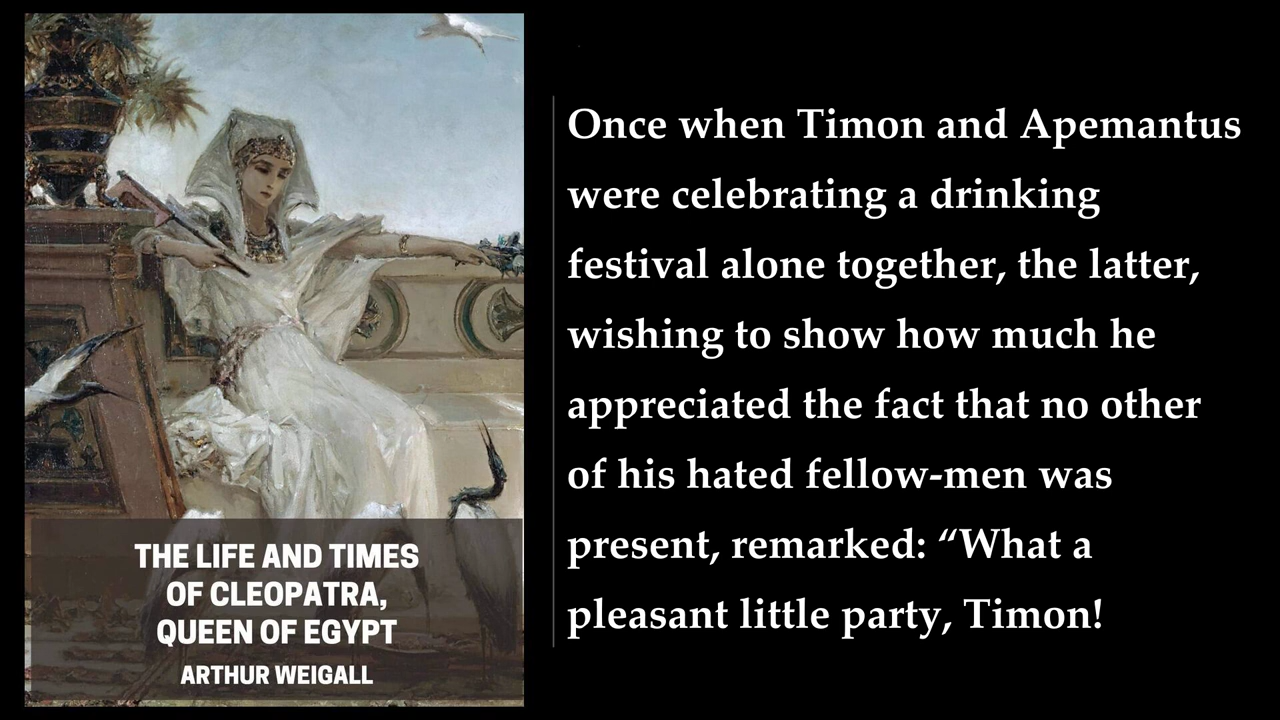 THE LIFE AND TIMES
OF CLEOPATRA,
QUEEN OF EGYPT
ARTHUR WEIGALL
Once when Timon and Apemantus
were celebrating a drinking
festival alone together, the latter,
wishing to show how much he
appreciated the fact that no other
of his hated fellow-men was
present, remarked: “What a
pleasant little party, Timon!